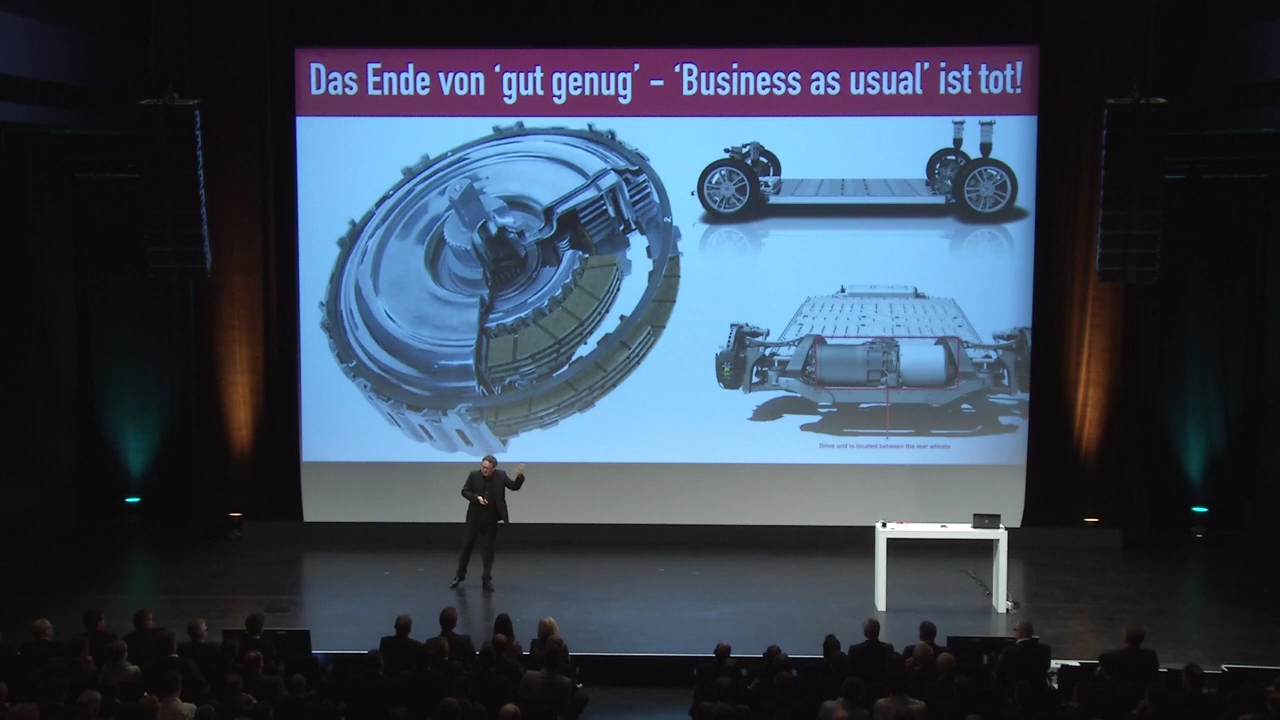 Das Ende von ‘gut genug’ – ‘Business as usual’ ist tot!
Drive unit is located between the rear wheels